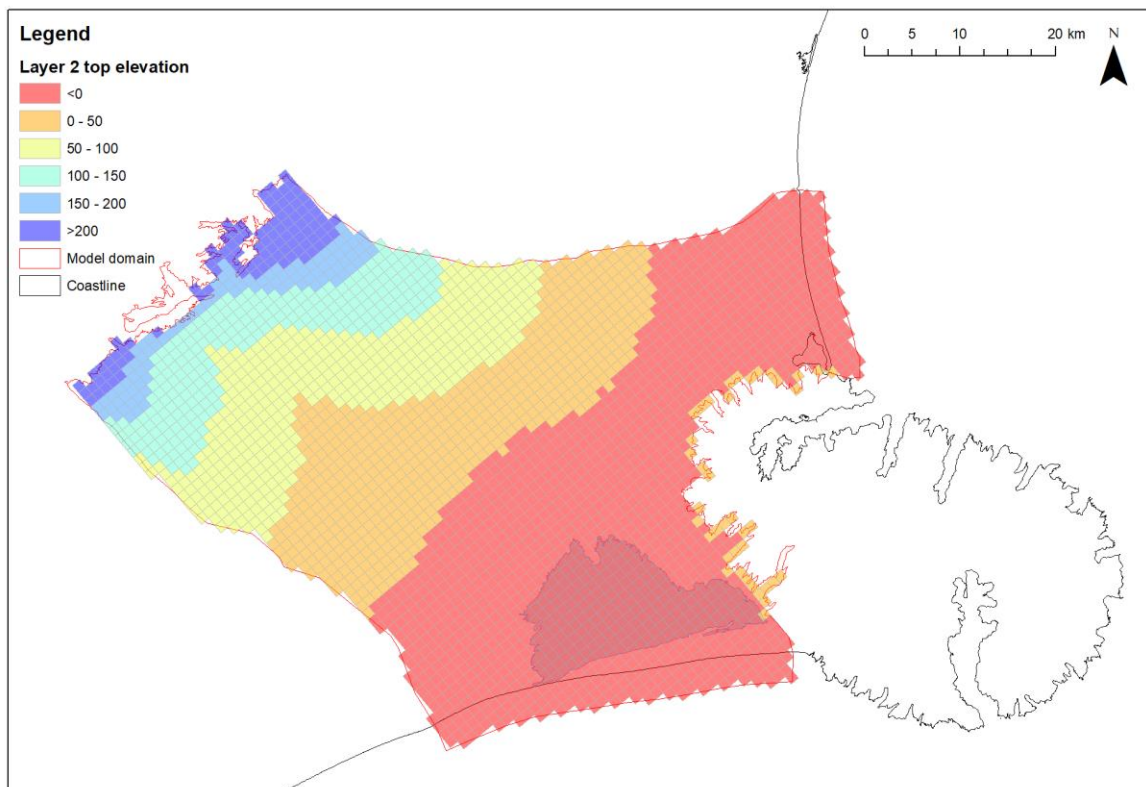 Legend
Layer 2 top elevation
<0
0 - 50
50 - 100
100 - 150
150 - 200
>200
Model domain
Coastline
0 5 10 20 km
N